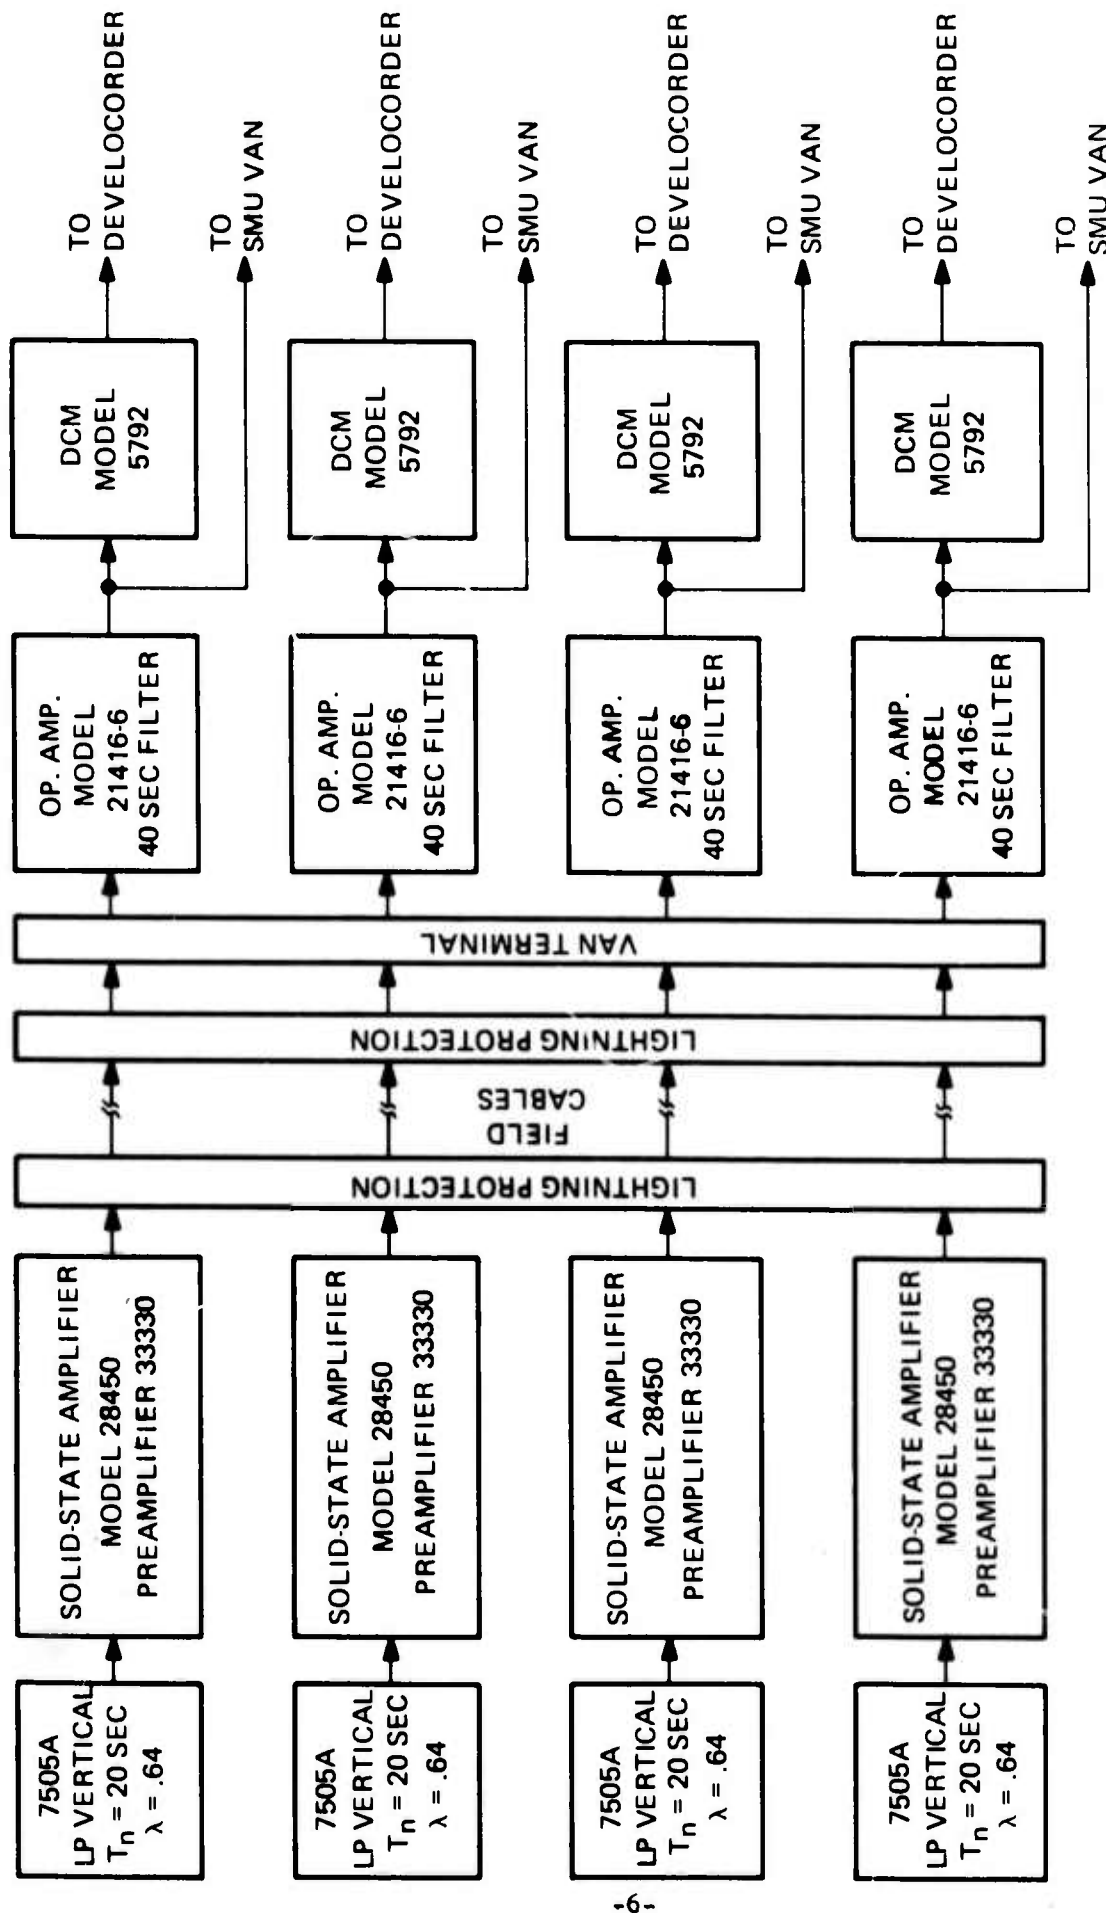 7505A
LP VERTICAL
Tn = 20 SEC
λ = .64
SOLID-STATE AMPLIFIER
MODEL 28450
PREAMPLIFIER 33330
OP. AMP.
MODEL
21416-6
40 SEC FILTER
DCM
MODEL
5792
TO
DEVELOCORDER
TO
SMU VAN
7505A
LP VERTICAL
Tn = 20 SEC
λ = .64
SOLID-STATE AMPLIFIER
MODEL 28450
PREAMPLIFIER 33330
OP. AMP.
MODEL
21416-6
40 SEC FILTER
DCM
MODEL
5792
TO
DEVELOCORDER
TO
SMU VAN
7505A
LP VERTICAL
Tn = 20 SEC
λ = .64
SOLID-STATE AMPLIFIER
MODEL 28450
PREAMPLIFIER 33330
OP. AMP.
MODEL
21416-6
40 SEC FILTER
DCM
MODEL
5792
TO
DEVELOCORDER
TO
SMU VAN
7505A
LP VERTICAL
Tn = 20 SEC
λ = .64
SOLID-STATE AMPLIFIER
MODEL 28450
PREAMPLIFIER 33330
OP. AMP.
MODEL
21416-6
40 SEC FILTER
DCM
MODEL
5792
TO
DEVELOCORDER
TO
SMU VAN
LIGHTNING PROTECTION
FIELD
CABLES
LIGHTNING PROTECTION
VAN TERMINAL
-9-